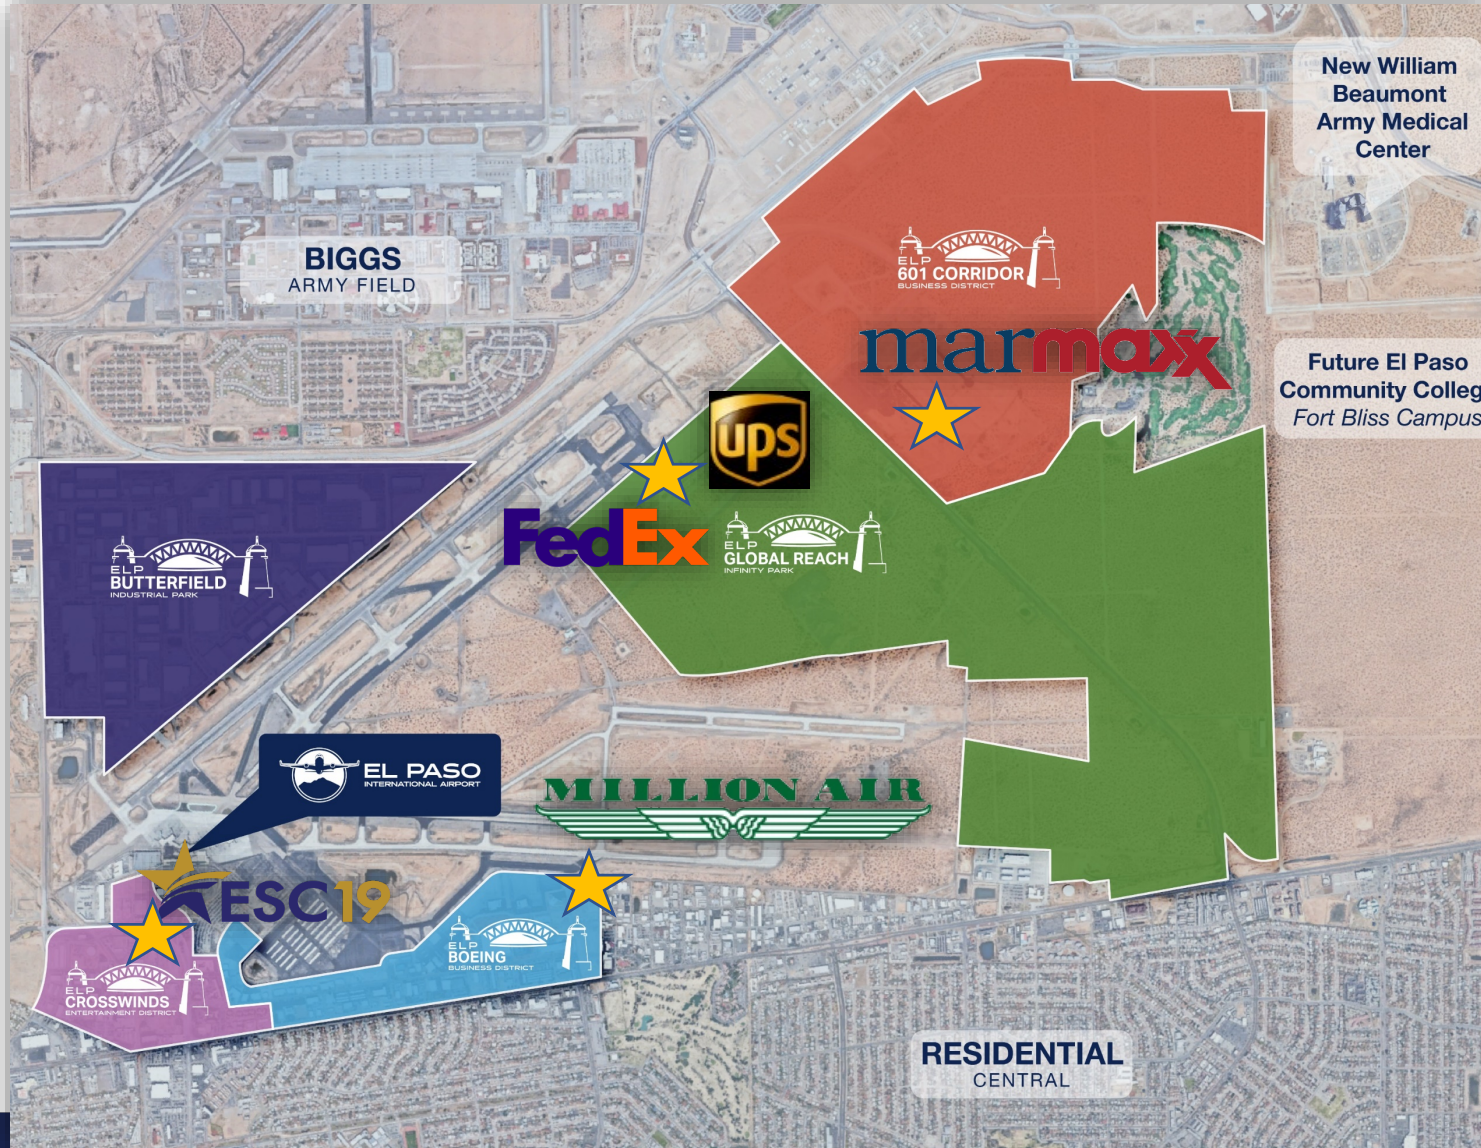 New William
Beaumont
Army Medical
Center
BIGGS
ARMY FIELD
ELP
601 CORRIDOR
BUSINESS DISTRICT
marmaxx
Future El Paso
Community Colleg
Fort Bliss Campus
ups
FedEx
ELP
GLOBAL REACH
INFINITY PARK
ELP
BUTTERFIELD
INDUSTRIAL PARK
EL PASO
INTERNATIONAL AIRPORT
MILLION AIR
ESC19
ELP
BOEING
BUSINESS DISTRICT
ELP
CROSSWINDS
ENTERTAINMENT DISTRICT
RESIDENTIAL
CENTRAL